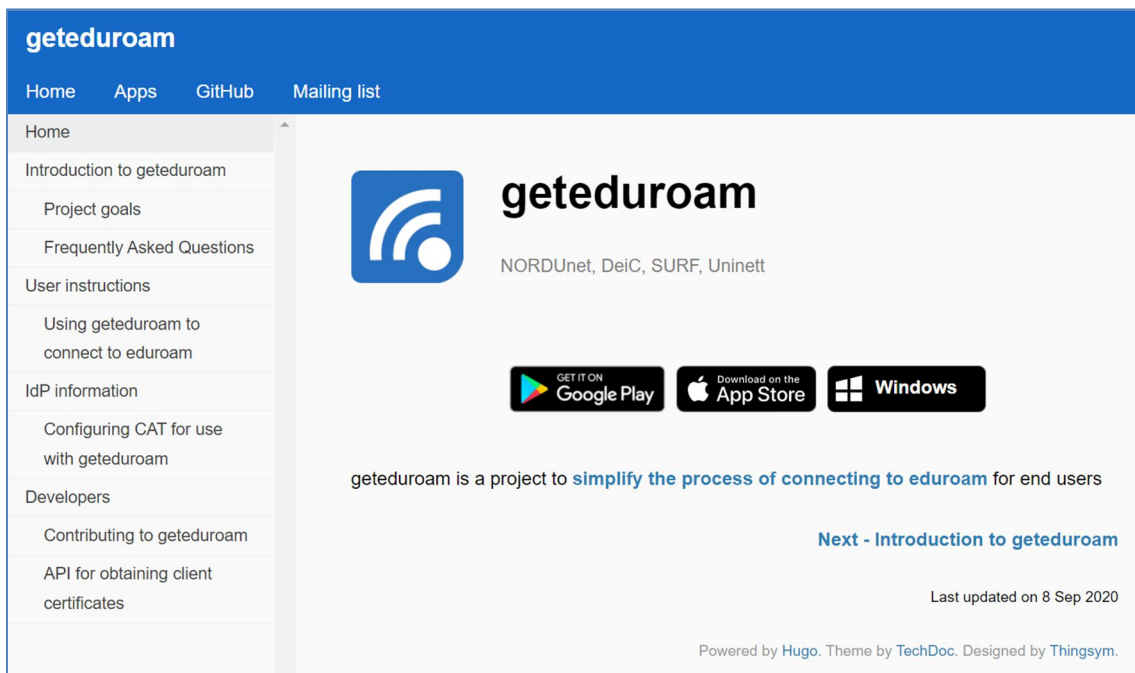 geteduroam
Home Apps GitHub Mailing list
Home
Introduction to geteduroam
Project goals
Frequently Asked Questions
User instructions
Using geteduroam to
connect to eduroam
IdP information
Configuring CAT for use
with geteduroam
Developers
Contributing to geteduroam
API for obtaining client
certificates
geteduroam
NORDUnet, DeiC, SURF, Uninett
GET IT ON
Google Play
Download on the
App Store
Windows
geteduroam is a project to simplify the process of connecting to eduroam for end users
Next - Introduction to geteduroam
Last updated on 8 Sep 2020
Powered by Hugo. Theme by TechDoc. Designed by Thingsym.